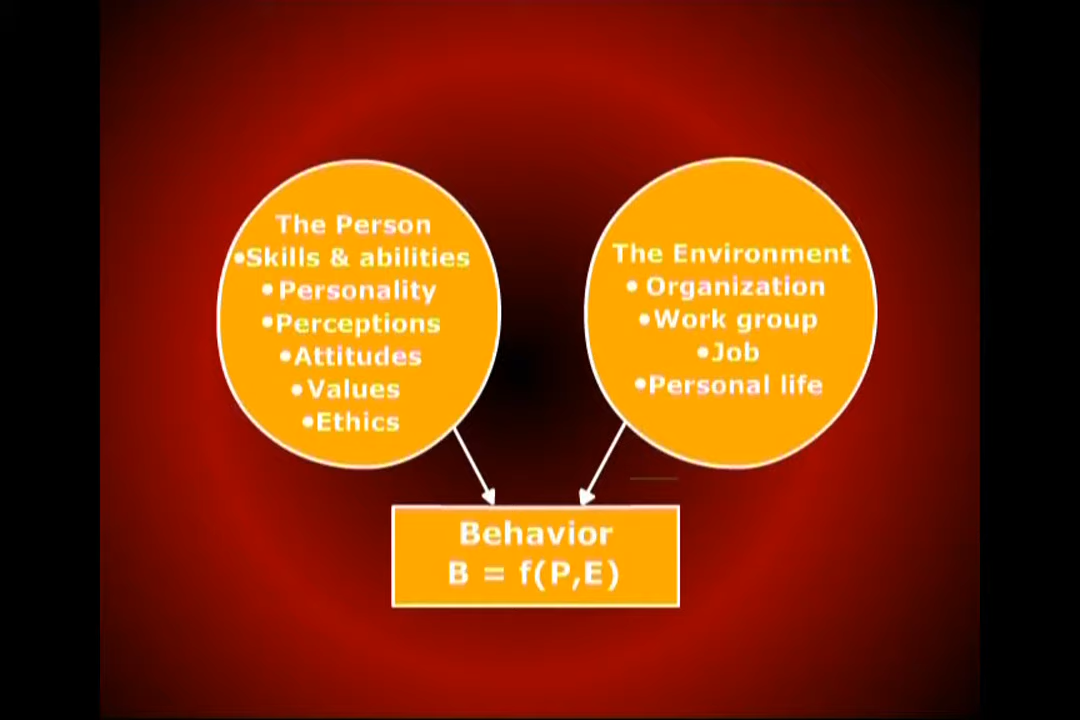 The Person
•Skills & abilities
• Personality
•Perceptions
•Attitudes
•Values
•Ethics
The Environment
• Organization
•Work group
•Job
•Personal life
Behavior
B = f(P,E)